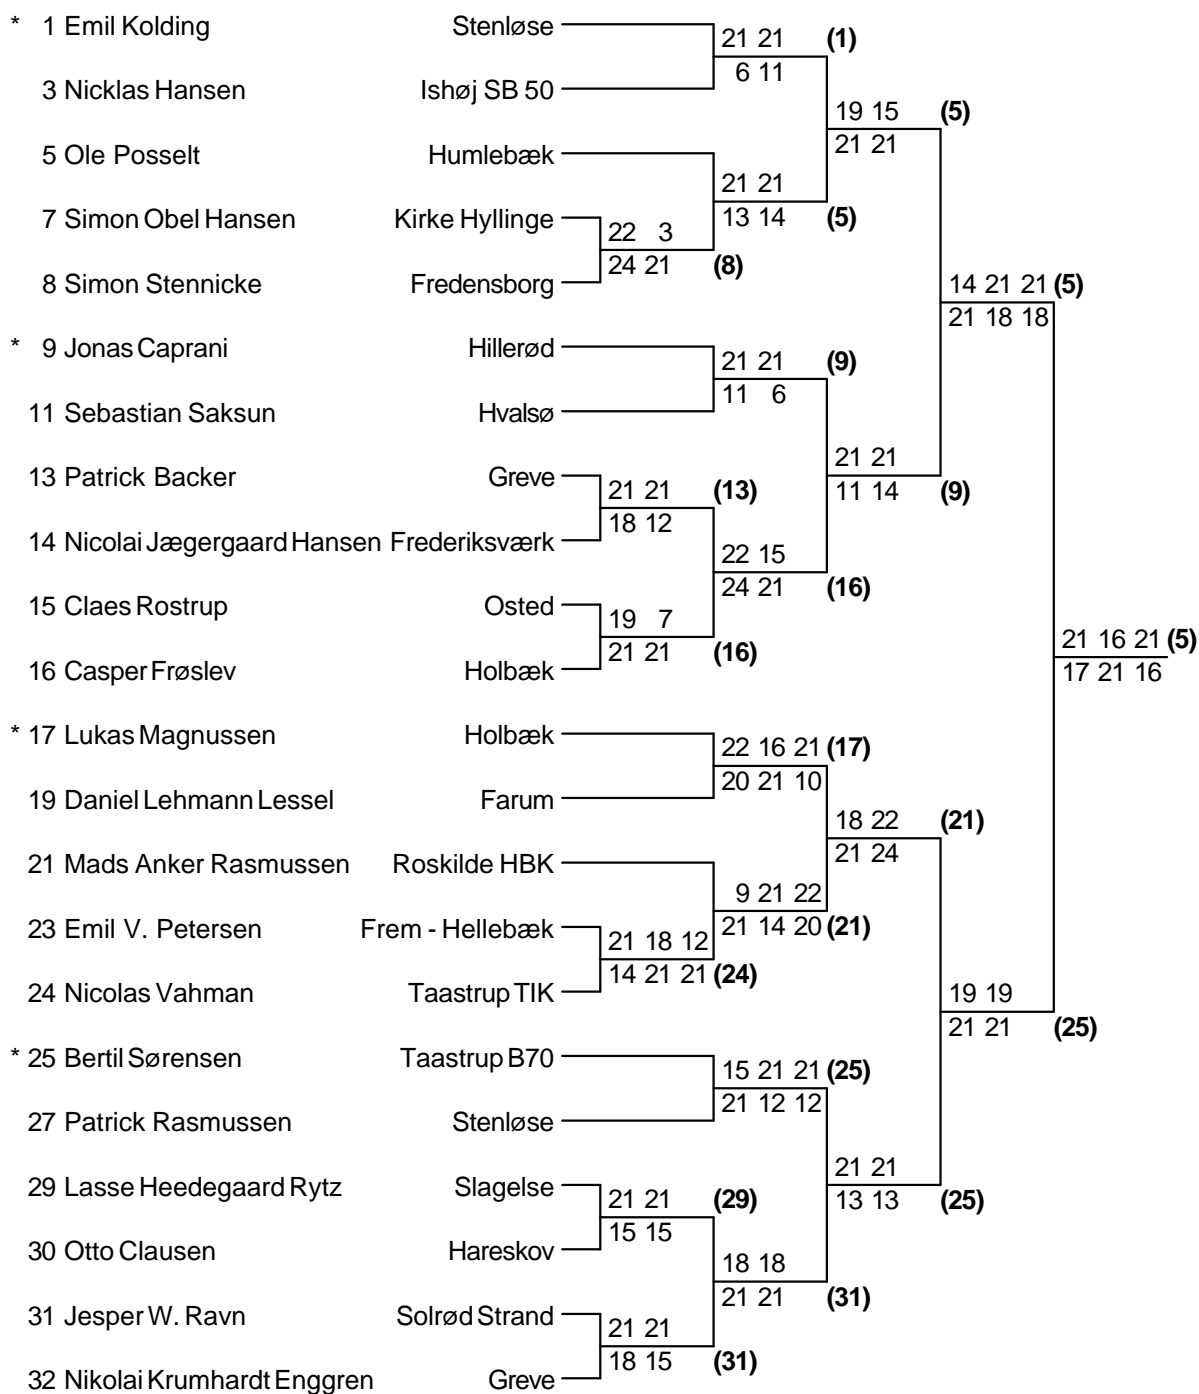 * 1 Emil Kolding Stenløse
21 21 (1)
6 11
3 Nicklas Hansen Ishøj SB 50
19 15 (5)
21 21
5 Ole Posselt Humlebæk
21 21
13 14 (5)
7 Simon Obel Hansen Kirke Hyllinge
22 3
24 21 (8)
8 Simon Stennicke Fredensborg
14 21 21 (5)
21 18 18
* 9 Jonas Caprani Hillerød
21 21 (9)
11 6
11 Sebastian Saksun Hvalsø
21 21
11 14 (9)
13 Patrick Backer Greve
21 21 (13)
18 12
14 Nicolai Jægergaard Hansen Frederiksværk
22 15
24 21 (16)
15 Claes Rostrup Osted
19 7
21 21 (16)
16 Casper Frøslev Holbæk
21 16 21 (5)
17 21 16
* 17 Lukas Magnussen Holbæk
22 16 21 (17)
20 21 10
19 Daniel Lehmann Lessel Farum
18 22 (21)
21 24
21 Mads Anker Rasmussen Roskilde HBK
9 21 22
21 14 20 (21)
23 Emil V. Petersen Frem - Hellebæk
21 18 12
14 21 21 (24)
24 Nicolas Vahman Taastrup TIK
19 19
21 21 (25)
* 25 Bertil Sørensen Taastrup B70
15 21 21 (25)
21 12 12
27 Patrick Rasmussen Stenløse
21 21
13 13 (25)
29 Lasse Heedegaard Rytz Slagelse
21 21 (29)
15 15
30 Otto Clausen Hareskov
18 18
21 21 (31)
31 Jesper W. Ravn Solrød Strand
21 21
18 15 (31)
32 Nikolai Krumhardt Enggren Greve